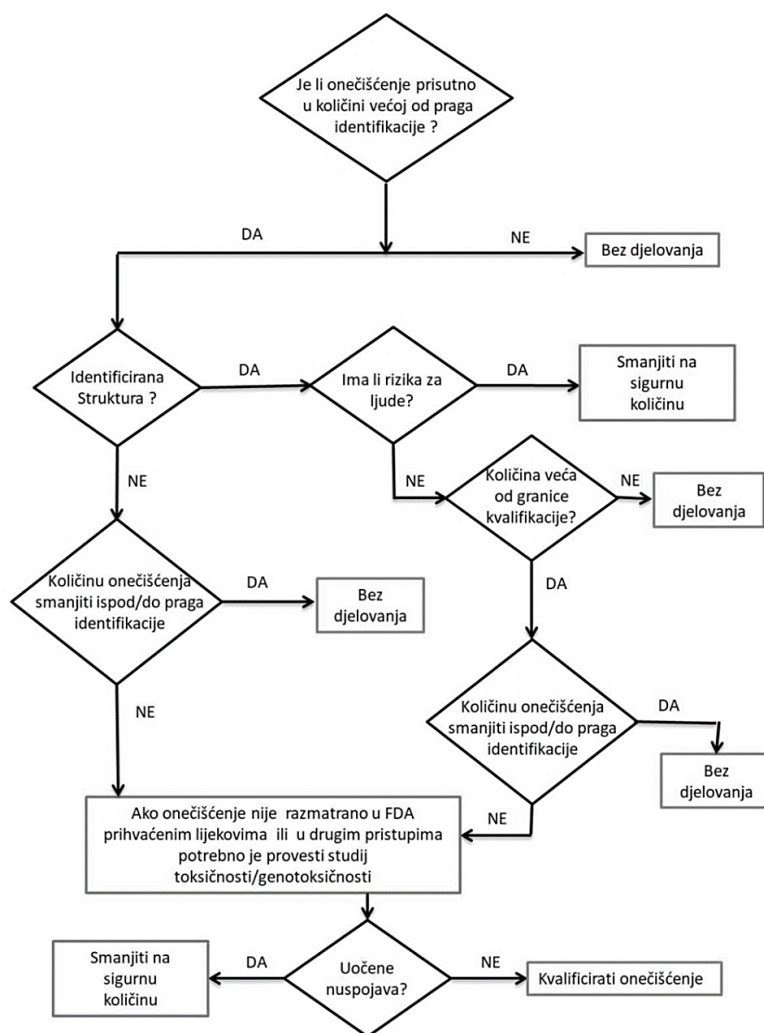 Je li onečišćenje prisutno
u količini većoj od praga
identifikacije ?
DA
NE
Bez djelovanja
Identificirana
Struktura ?
DA
Ima li rizika za
ljude?
DA
Smanjiti na
sigurnu
količinu
NE
NE
Količina veća
od granice
kvalifikacije?
NE
Bez
djelovanja
Količinu onečišćenja
smanjiti ispod/do praga
identifikacije
DA
Bez
djelovanja
DA
NE
Količinu onečišćenja
smanjiti ispod/do praga
identifikacije
DA
Bez
djelovanja
NE
Ako onečišćenje nije razmatrano u FDA
prihvaćenim lijekovima ili u drugim pristupima
potrebno je provesti studij
toksičnosti/genotoksičnosti
Smanjiti na
sigurnu
količinu
DA
Uočene
nuspojava?
NE
Kvalificirati onečišćenje